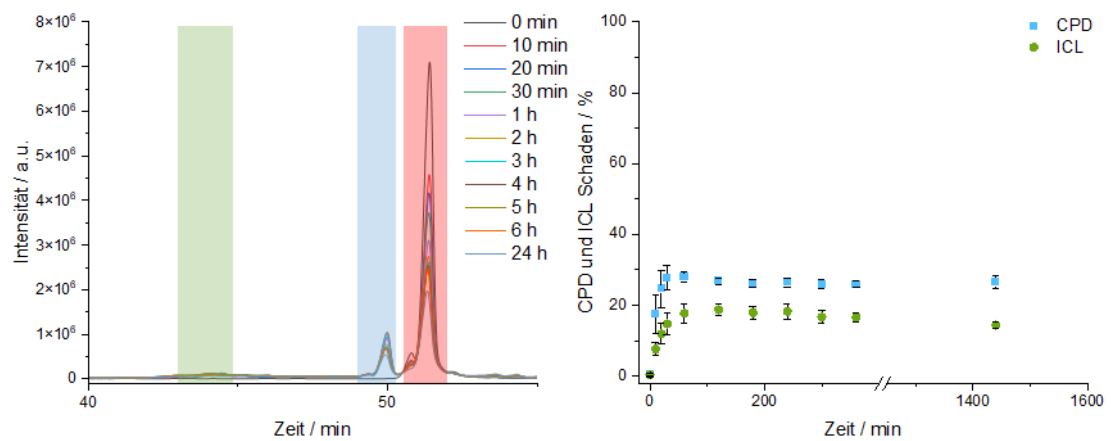 8×10⁶
7×10⁶
6×10⁶
5×10⁶
4×10⁶
3×10⁶
2×10⁶
1×10⁶
0
Intensität / a.u.
40
50
Zeit / min
0 min
10 min
20 min
30 min
1 h
2 h
3 h
4 h
5 h
6 h
24 h
100
80
60
40
20
0
CPD und ICL Schaden / %
0
200
1400
1600
Zeit / min
CPD
ICL